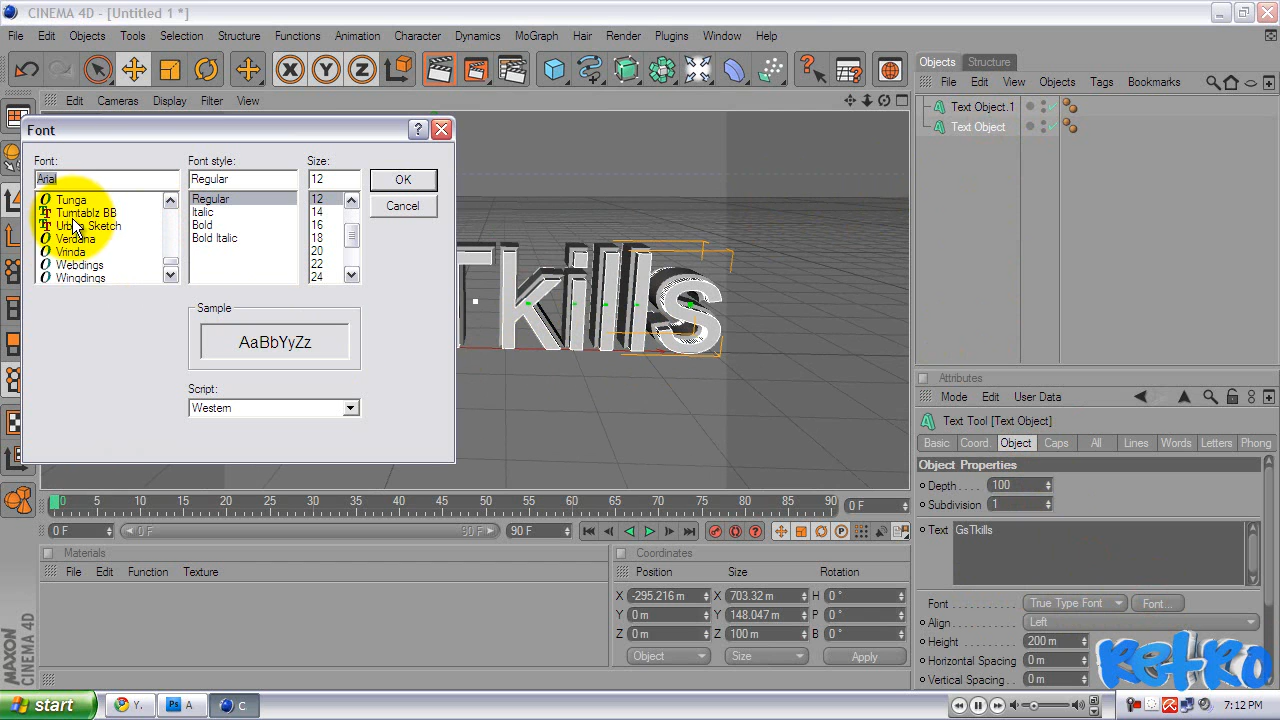 CINEMA 4D - [Untitled 1 *]
File Edit Objects Tools Selection Structure Functions Animation Character Dynamics MoGraph Hair Render Plugins Window Help
X Y Z
Objects Structure
File Edit View Objects Tags Bookmarks
Text Object.1
Text Object
Edit Cameras Display Filter View
Font
Font: Font style: Size:
Arial Regular 12 OK
Tunga Regular 12 Cancel
Turntablz BB Italic 14
Urban Sketch Bold 16
Verdana Bold Italic 18
Vrinda 20
Webdings 22
Wingdings 24
Sample
AaBbYyZz
Script:
Western
Tkills
Attributes
Mode Edit User Data
Text Tool [Text Object]
Basic Coord. Object Caps All Lines Words Letters Phong
Object Properties
Depth 100
Subdivision 1
Text GsTkills
Font True Type Font Font...
Align Left
Height 200 m
Horizontal Spacing 0 m
Vertical Spacing 0 m
0 5 10 15 20 25 30 35 40 45 50 55 60 65 70 75 80 85 90 0 F
0 F 0 F 90 F 90 F
Materials
File Edit Function Texture
Coordinates
Position Size Rotation
X -295.216 m X 703.32 m H 0 °
Y 0 m Y 148.047 m P 0 °
Z 0 m Z 100 m B 0 °
Object Size Apply
MAXON
CINEMA 4D
Retro
start Y. Ps A C 7:12 PM